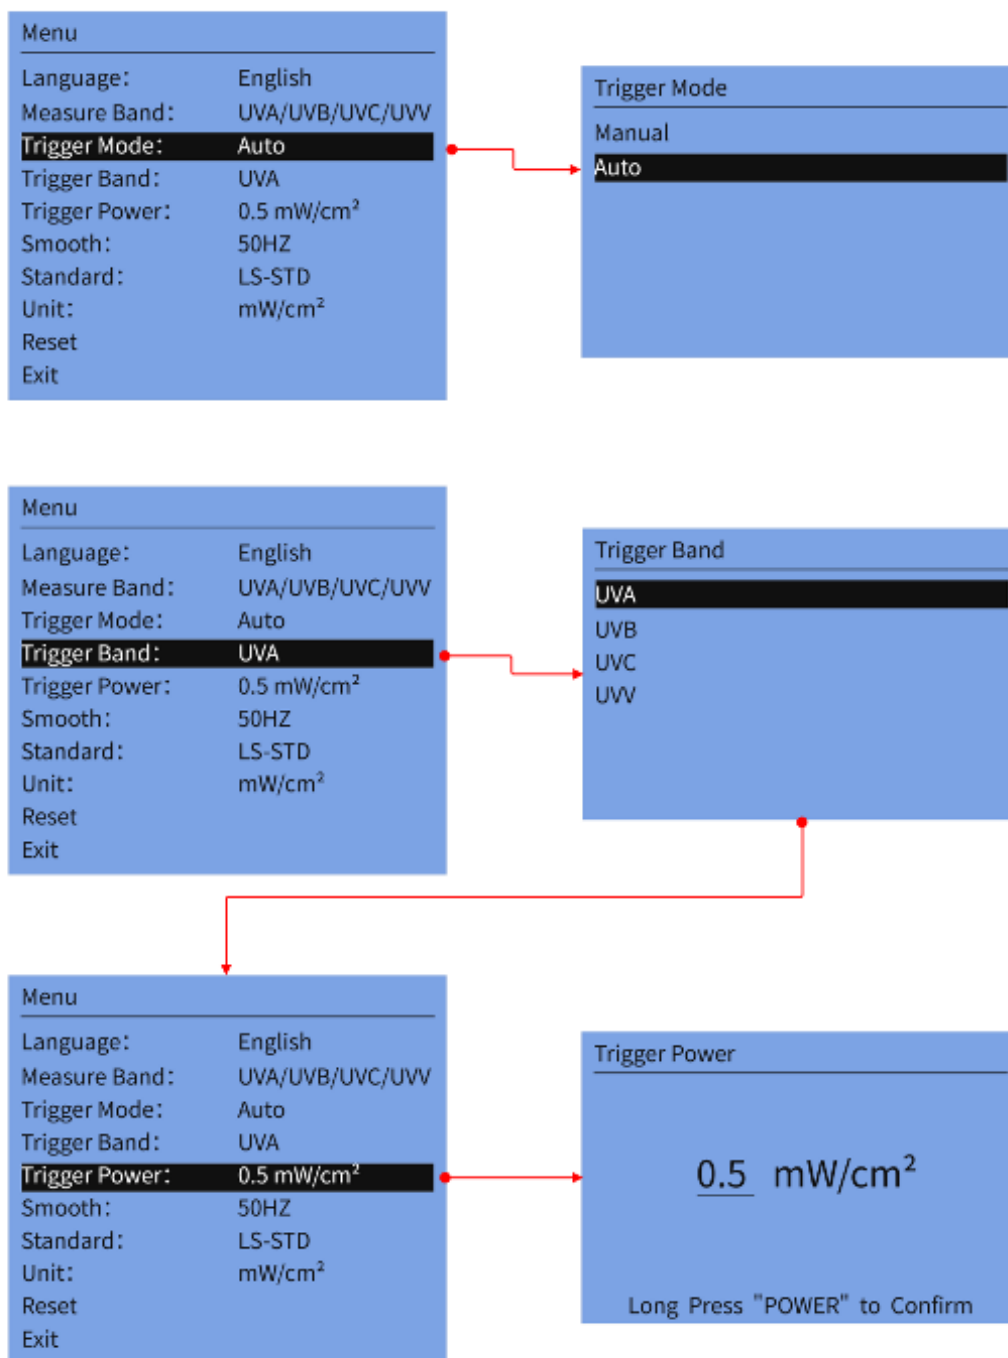 Menu
Language: English
Measure Band: UVA/UVB/UVC/UVV
Trigger Mode: Auto
Trigger Band: UVA
Trigger Power: 0.5 mW/cm²
Smooth: 50HZ
Standard: LS-STD
Unit: mW/cm²
Reset
Exit
Trigger Mode
Manual
Auto
Menu
Language: English
Measure Band: UVA/UVB/UVC/UVV
Trigger Mode: Auto
Trigger Band: UVA
Trigger Power: 0.5 mW/cm²
Smooth: 50HZ
Standard: LS-STD
Unit: mW/cm²
Reset
Exit
Trigger Band
UVA
UVB
UVC
UVV
Menu
Language: English
Measure Band: UVA/UVB/UVC/UVV
Trigger Mode: Auto
Trigger Band: UVA
Trigger Power: 0.5 mW/cm²
Smooth: 50HZ
Standard: LS-STD
Unit: mW/cm²
Reset
Exit
Trigger Power
0.5 mW/cm²
Long Press "POWER" to Confirm